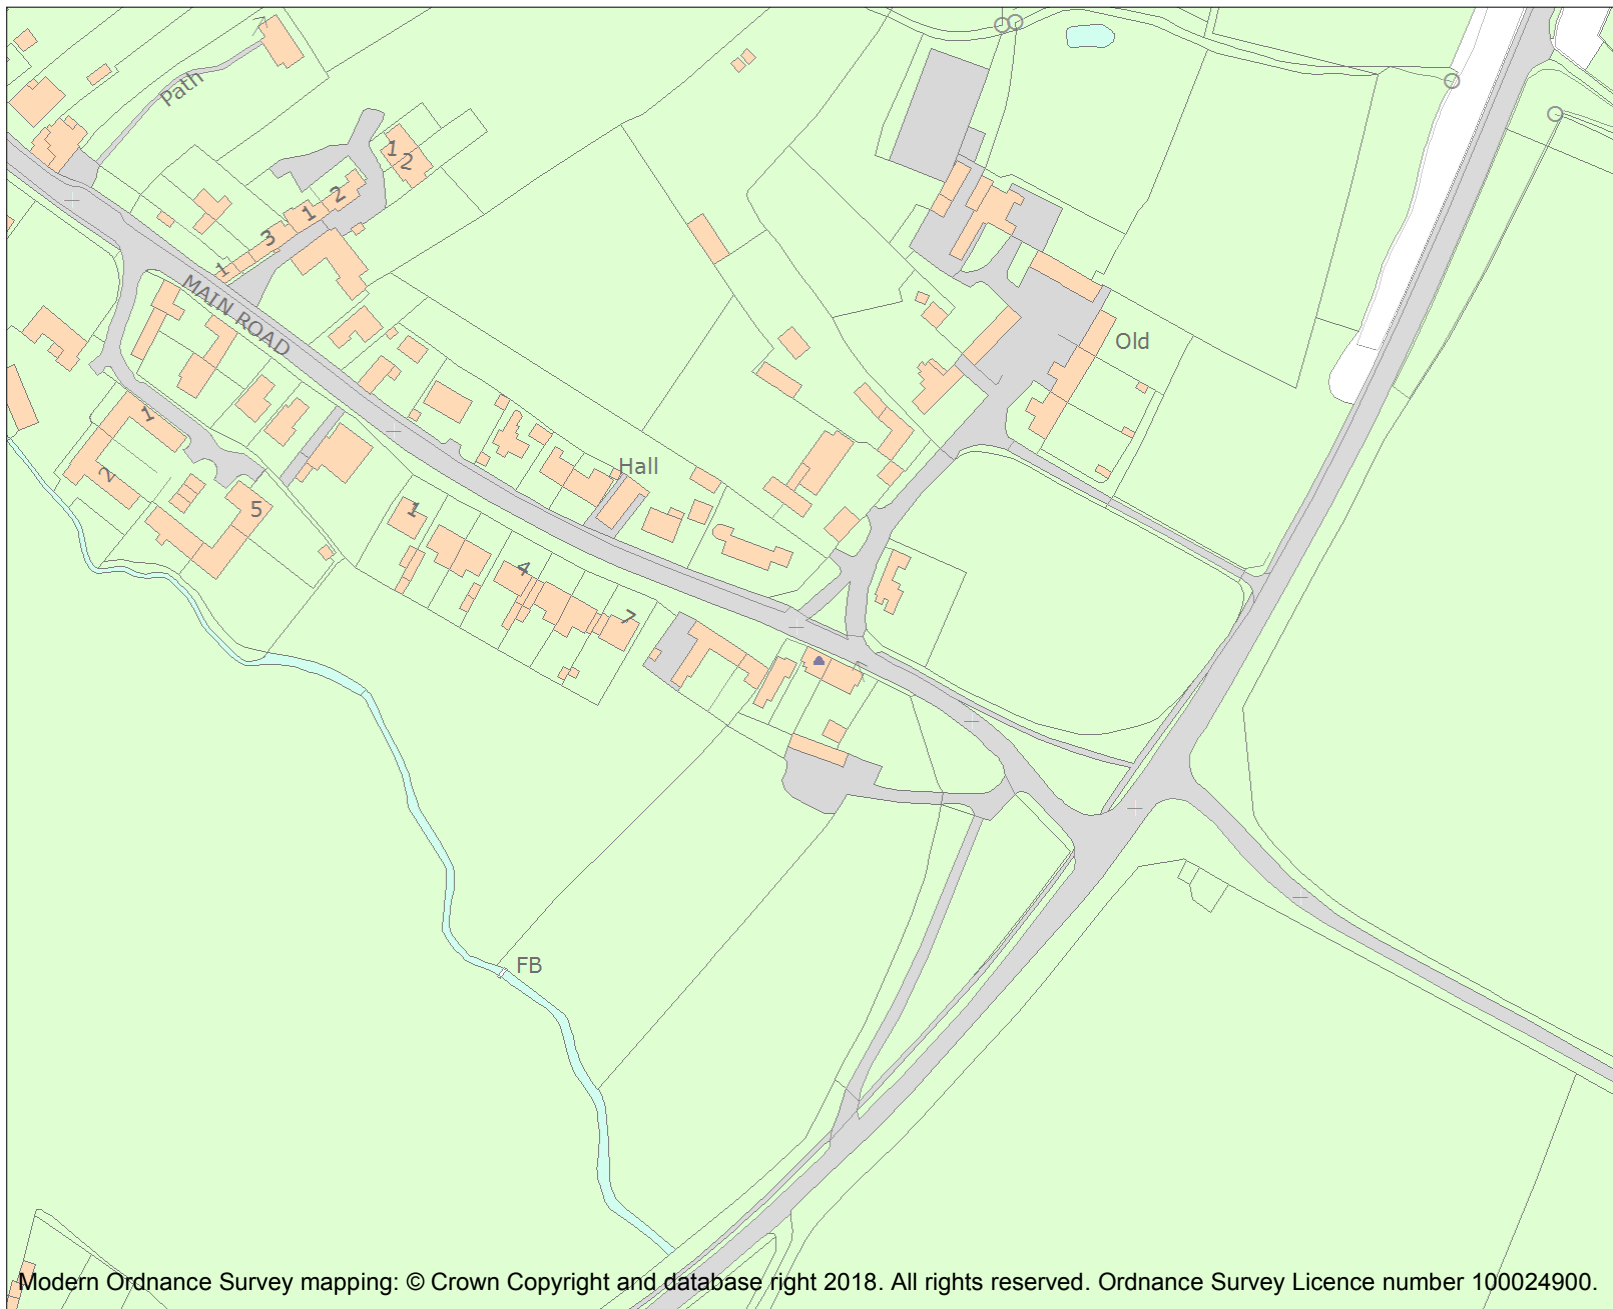 Path
1
2
2
1
3
1
MAIN ROAD
Old
1
2
5
Hall
1
4
7
FB
Modern Ordnance Survey mapping: © Crown Copyright and database right 2018. All rights reserved. Ordnance Survey Licence number 100024900.